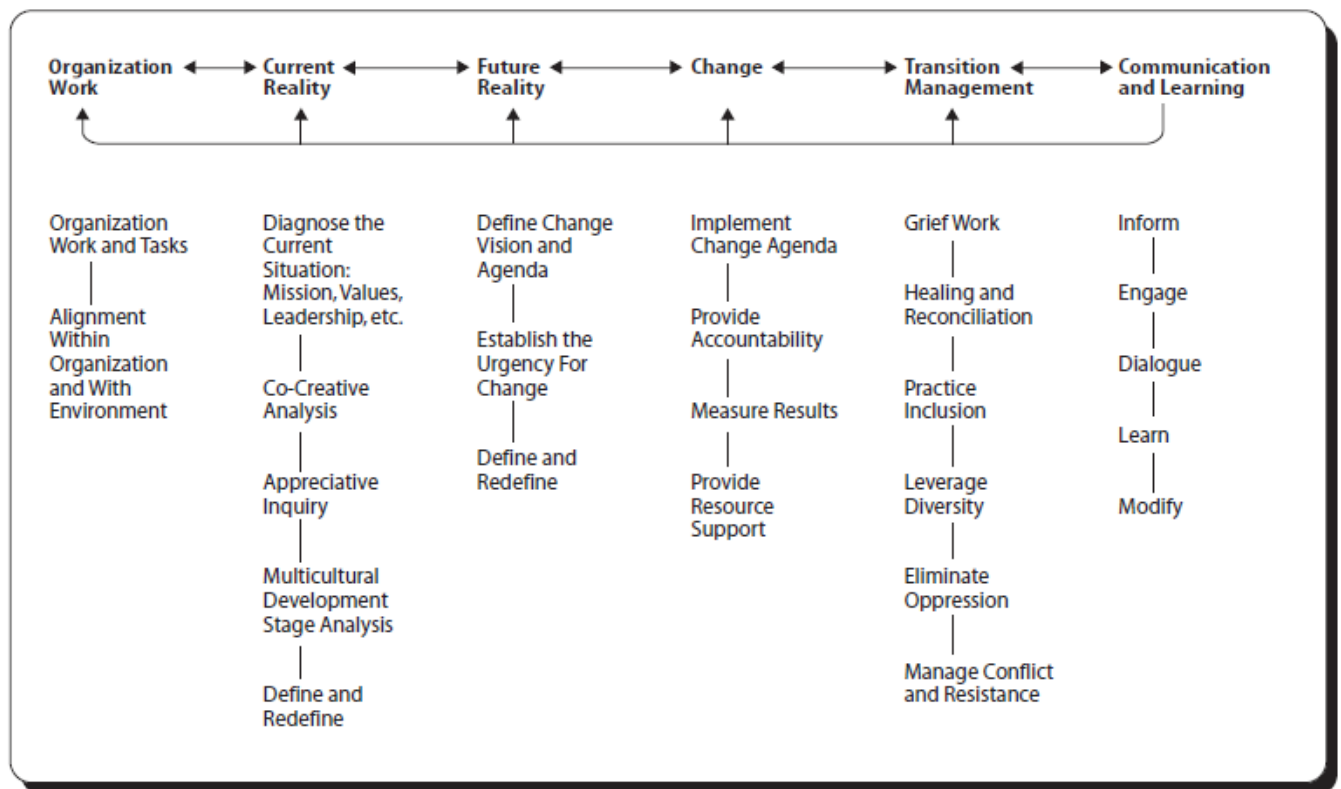 Organization
Work
Current
Reality
Future
Reality
Change
Transition
Management
Communication
and Learning
Organization
Work and Tasks
Alignment
Within
Organization
and With
Environment
Diagnose the
Current
Situation:
Mission, Values,
Leadership, etc.
Co-Creative
Analysis
Appreciative
Inquiry
Multicultural
Development
Stage Analysis
Define and
Redefine
Define Change
Vision and
Agenda
Establish the
Urgency For
Change
Define and
Redefine
Implement
Change Agenda
Provide
Accountability
Measure Results
Provide
Resource
Support
Grief Work
Healing and
Reconciliation
Practice
Inclusion
Leverage
Diversity
Eliminate
Oppression
Manage Conflict
and Resistance
Inform
Engage
Dialogue
Learn
Modify